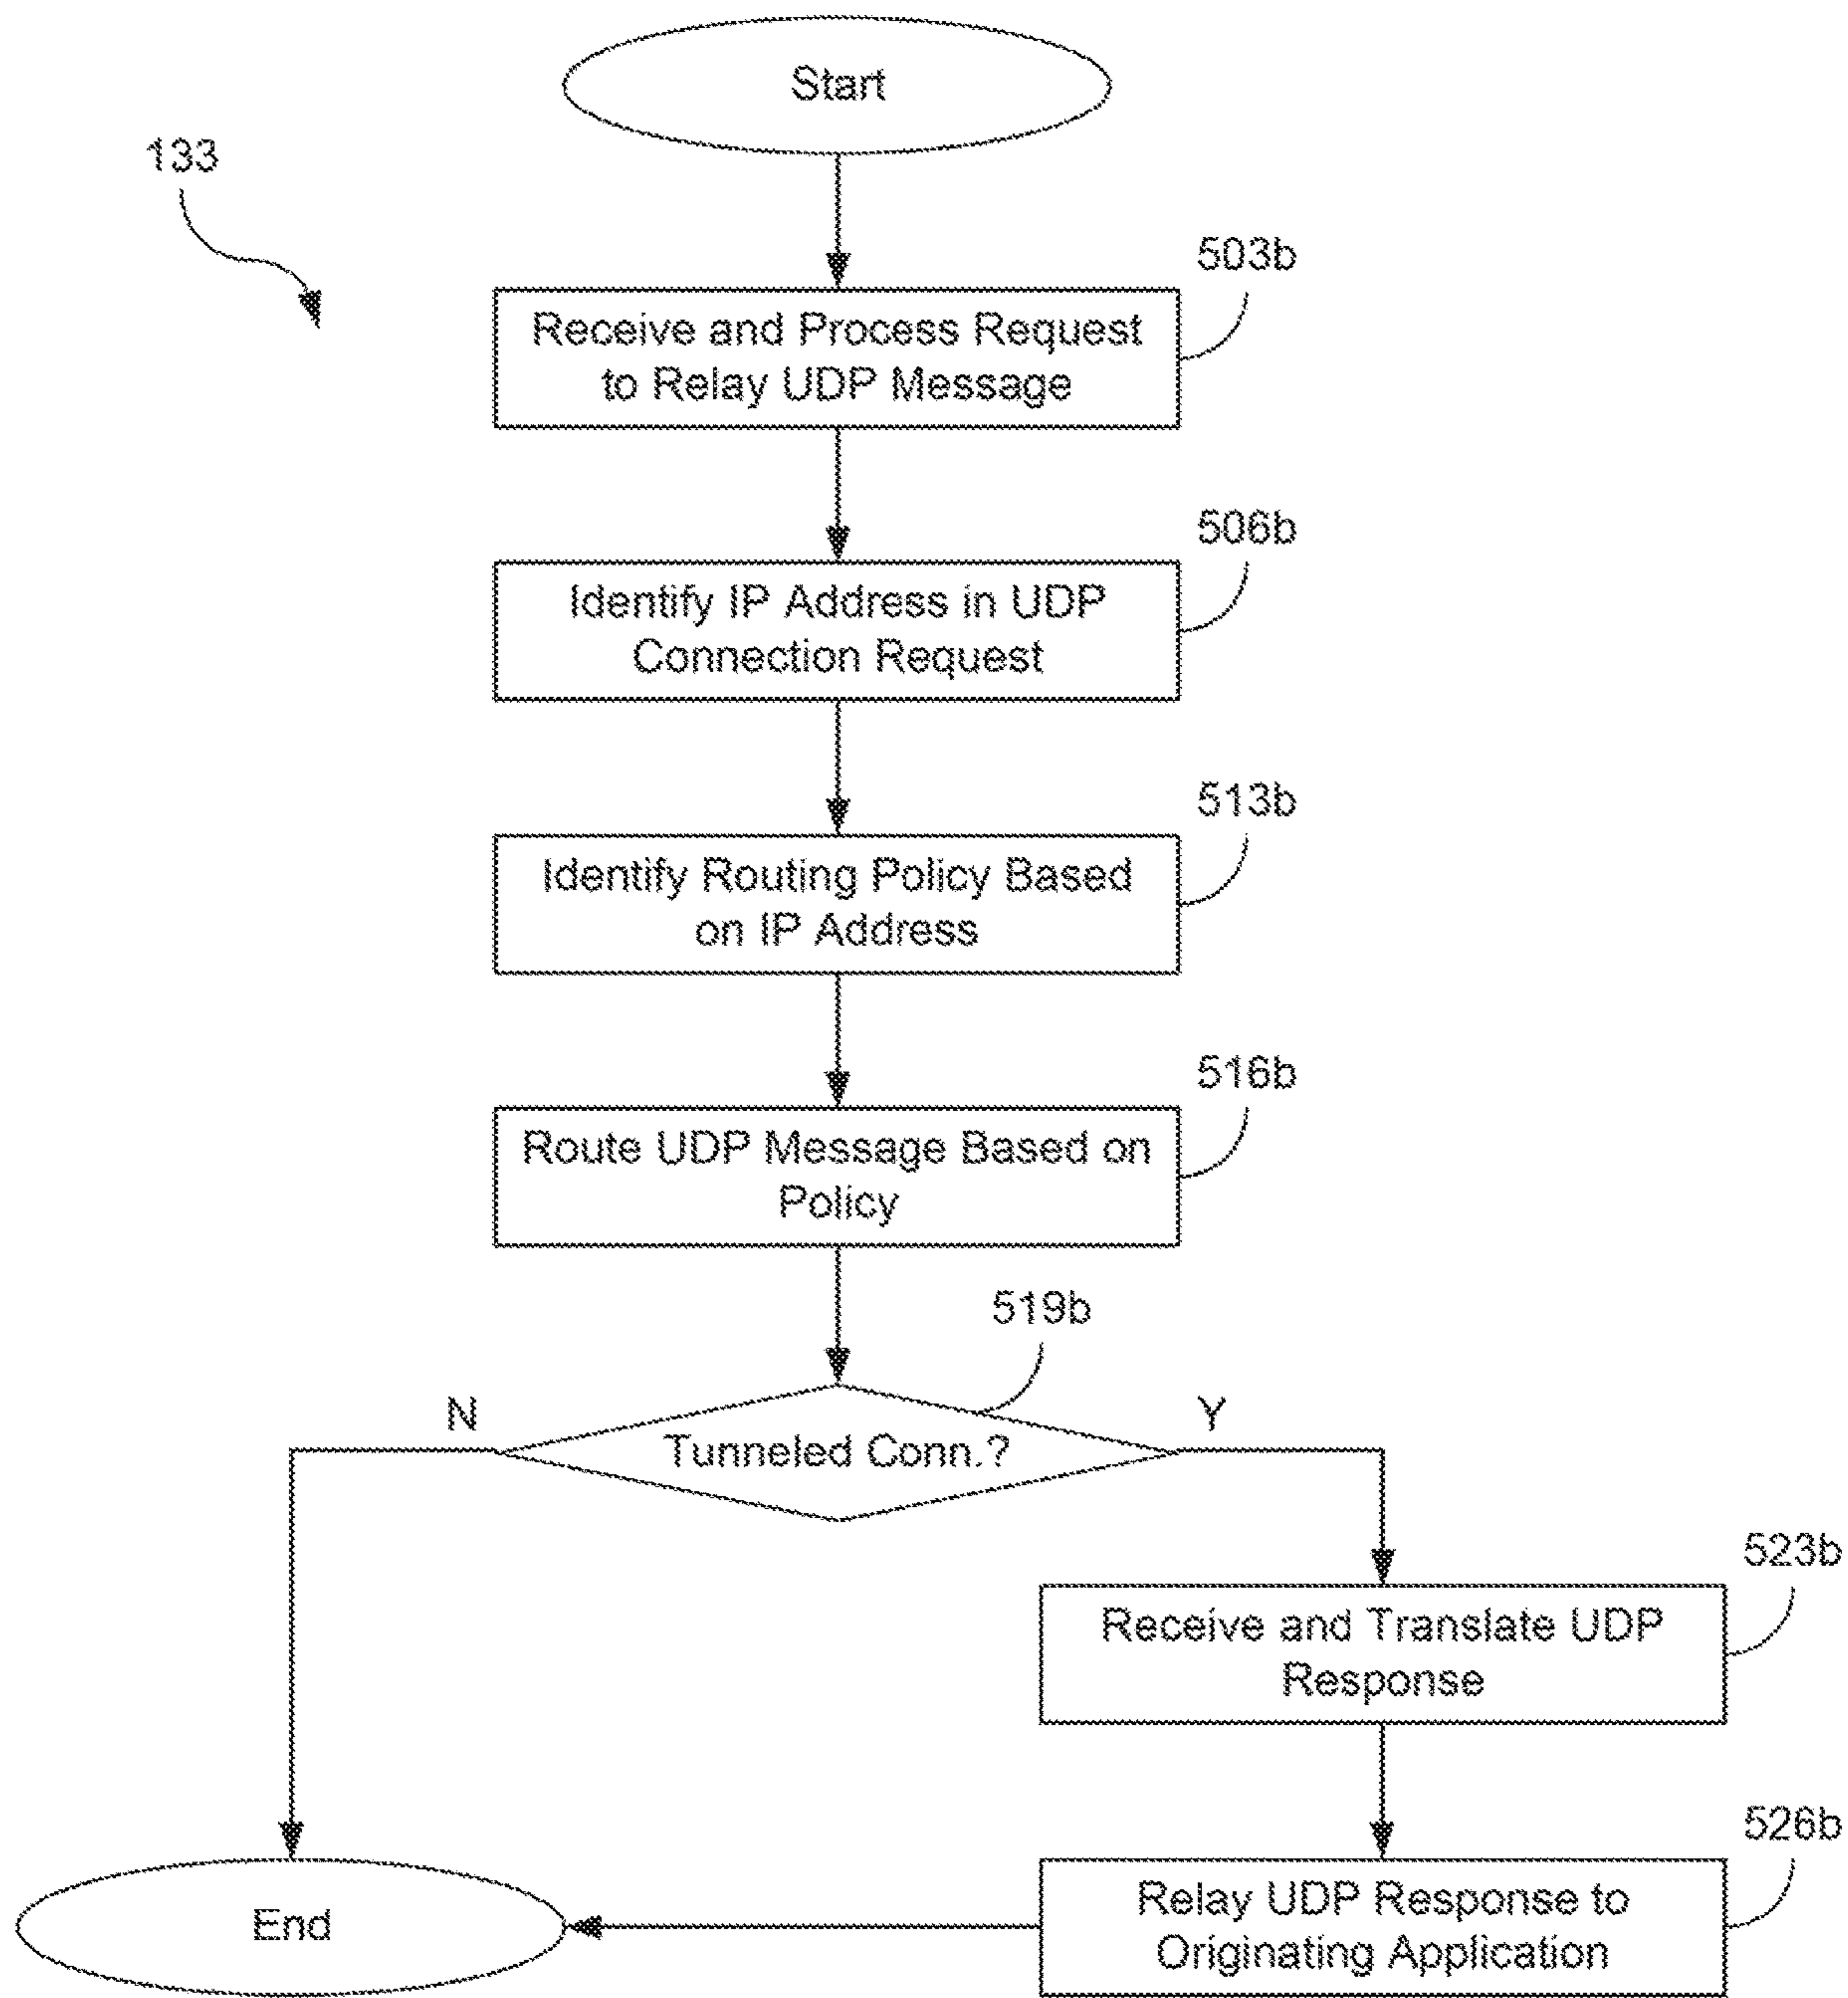 Start
133
503b
Receive and Process Request
to Relay UDP Message
506b
Identify IP Address in UDP
Connection Request
513b
Identify Routing Policy Based
on IP Address
516b
Route UDP Message Based on
Policy
519b
N
Y
Tunneled Conn.?
523b
Receive and Translate UDP
Response
526b
Relay UDP Response to
Originating Application
End